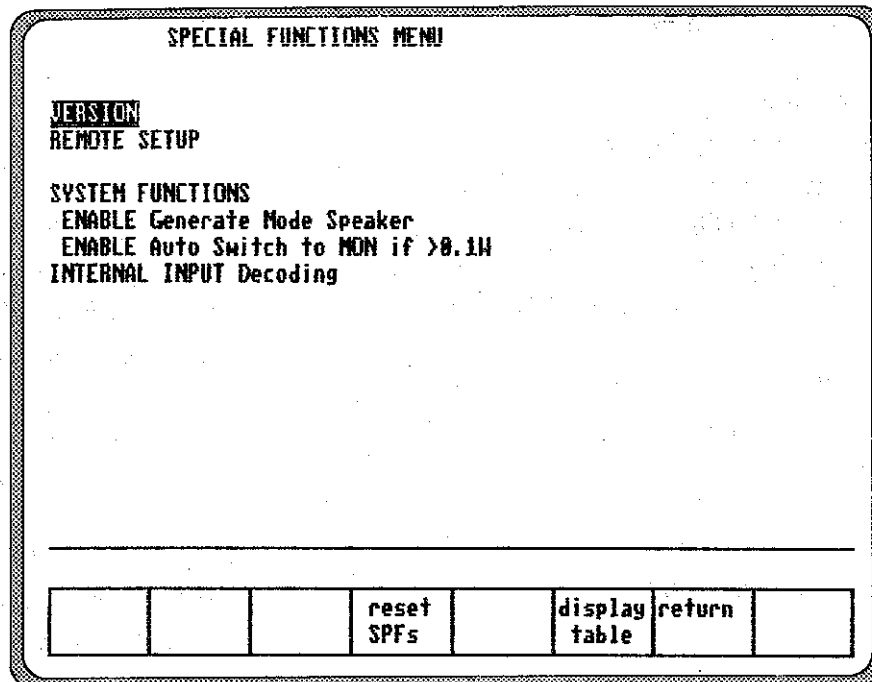 SPECIAL FUNCTIONS MENU
VERSION
REMOTE SETUP
SYSTEM FUNCTIONS
ENABLE Generate Mode Speaker
ENABLE Auto Switch to MON if >0.1W
INTERNAL INPUT Decoding
reset SPFs
display table
return